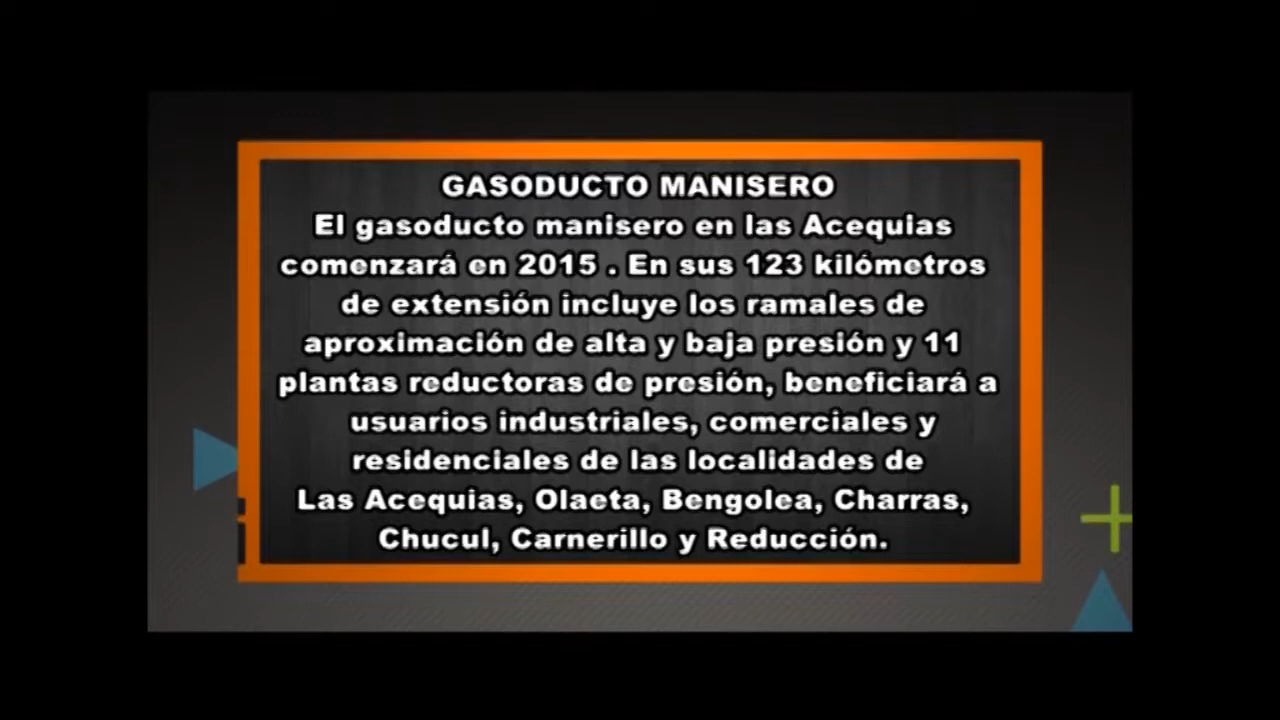 GASODUCTO MANISERO
El gasoducto manisero en las Acequias
comenzará en 2015 . En sus 123 kilómetros
de extensión incluye los ramales de
aproximación de alta y baja presión y 11
plantas reductoras de presión, beneficiará a
usuarios industriales, comerciales y
residenciales de las localidades de
Las Acequias, Olaeta, Bengolea, Charras,
Chucul, Carnerillo y Reducción.